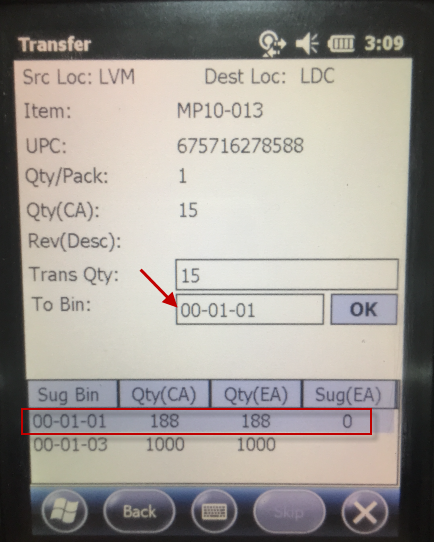 Transfer 3:09
Src Loc: LVM Dest Loc: LDC
Item: MP10-013
UPC: 675716278588
Qty/Pack: 1
Qty(CA): 15
Rev(Desc):
Trans Qty: 15
To Bin: 00-01-01 OK
Sug Bin Qty(CA) Qty(EA) Sug(EA)
00-01-01 188 188 0
00-01-03 1000 1000
Back Skip